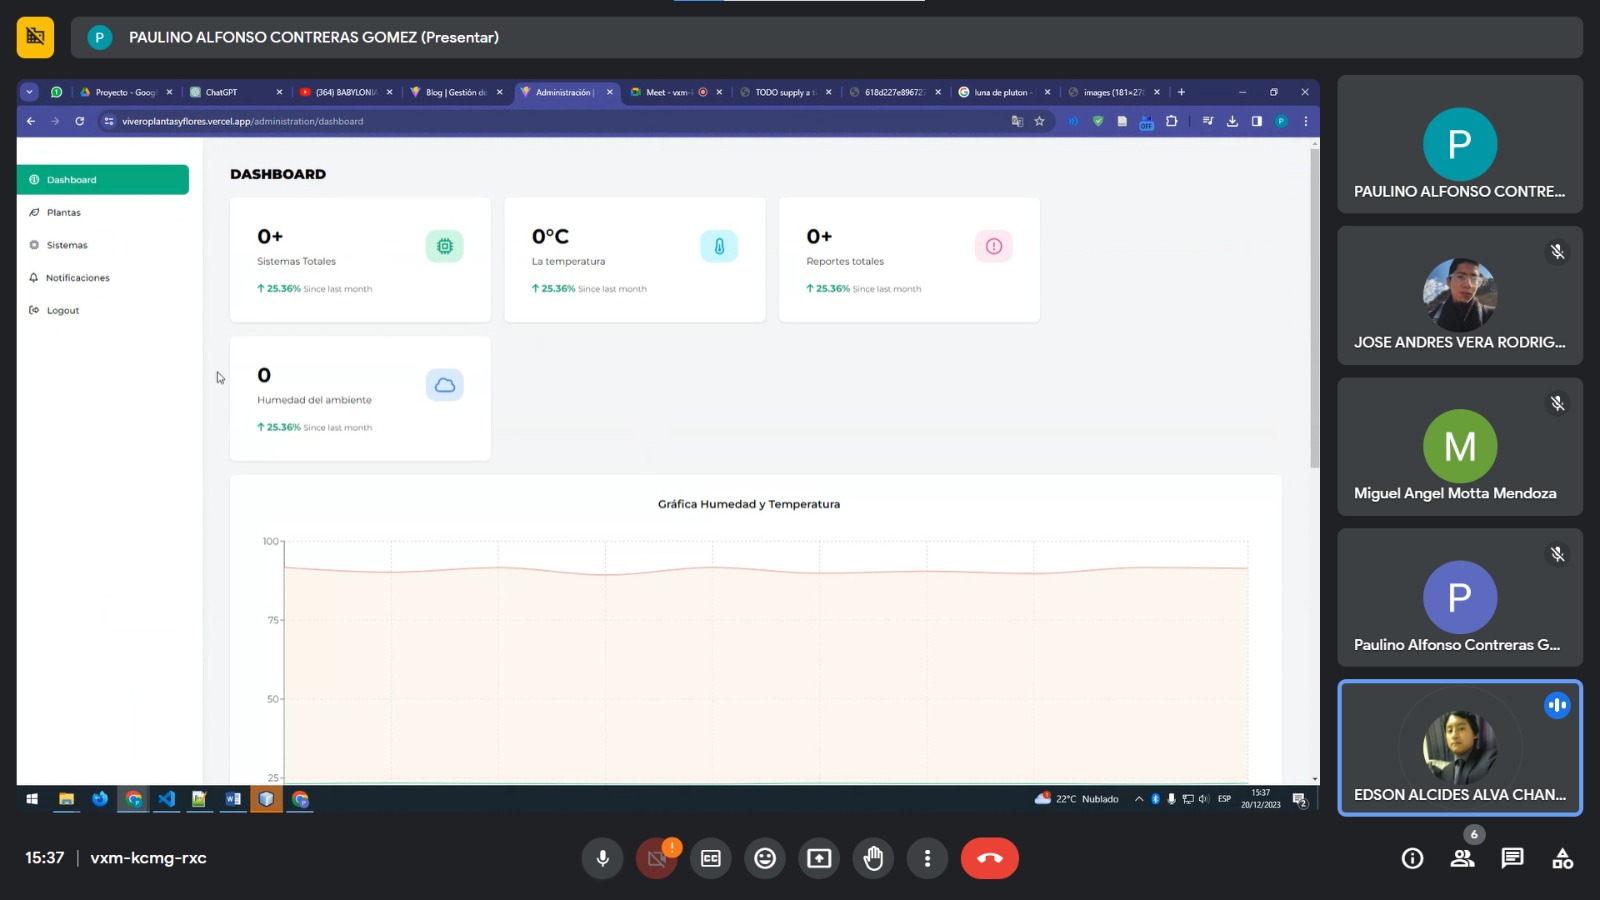 P PAULINO ALFONSO CONTRERAS GOMEZ (Presentar)
Proyecto - Goog
ChatGPT
(364) BABYLONI
Blog | Gestión de
Administración |
Meet - vxm-
TODO supply a t
618d227e89672
luna de pluton -
images (181×27
viveroplantasyflores.vercel.app/administration/dashboard
OFF
P
Dashboard
Plantas
Sistemas
Notificaciones
Logout
DASHBOARD
0+
Sistemas Totales
25.36% Since last month
0°C
La temperatura
25.36% Since last month
0+
Reportes totales
25.36% Since last month
0
Humedad del ambiente
25.36% Since last month
Gráfica Humedad y Temperatura
100
75
50
25
22°C Nublado
ESP
15:37
20/12/2023
2
P
PAULINO ALFONSO CONTRE...
JOSE ANDRES VERA RODRIG...
M
Miguel Angel Motta Mendoza
P
Paulino Alfonso Contreras G...
EDSON ALCIDES ALVA CHAN...
15:37 | vxm-kcmg-rxc
6